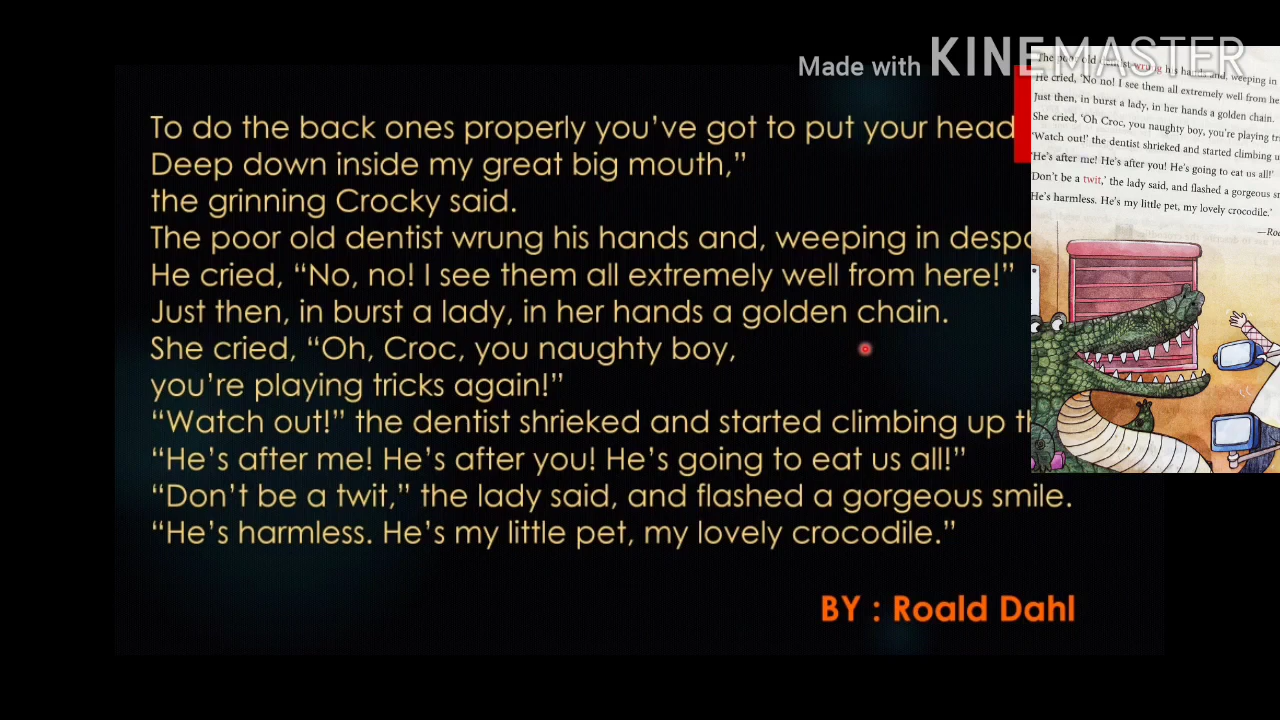 Made with KINEMASTER
To do the back ones properly you've got to put your head
Deep down inside my great big mouth,”
the grinning Crocky said.
The poor old dentist wrung his hands and, weeping in
He cried, “No, no! I see them all extremely well from here!”
Just then, in burst a lady, in her hands a golden chain.
She cried, “Oh, Croc, you naughty boy,
you're playing tricks again!”
“Watch out!” the dentist shrieked and started climbing up
“He's after me! He's after you! He's going to eat us all!”
“Don't be a twit,” the lady said, and flashed a gorgeous smile.
“He's harmless. He's my little pet, my lovely crocodile.”
BY : Roald Dahl
The poor old wrung his hands and, weeping in
He cried, 'No no! I see them all extremely well from
Just then, in burst a lady, in her hands a golden chain.
She cried, 'Oh Croc, you naughty boy, you're playing
'Watch out!' the dentist shrieked and started climbing
'He's after me! He's after you! He's going to eat us all!'
'Don't be a twit,' the lady said, and flashed a gorgeous
He's harmless. He's my little pet, my lovely crocodile.'